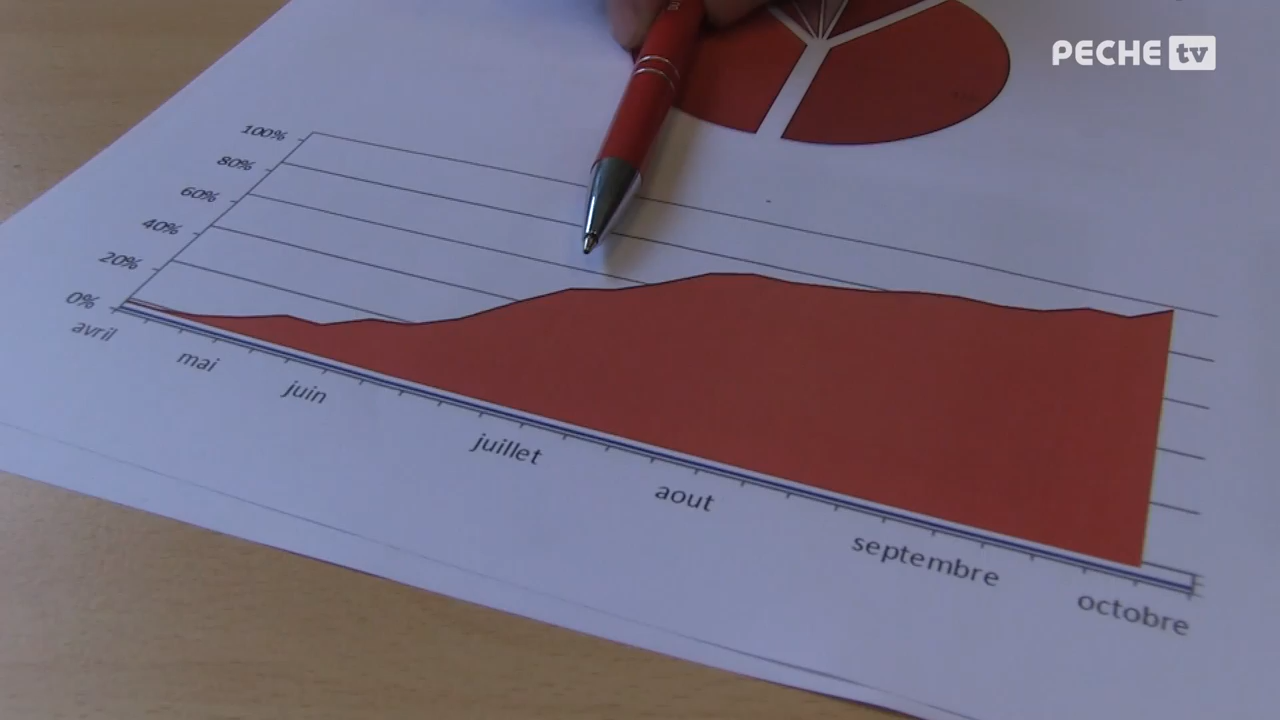 PECHE tv
100%
80%
60%
40%
20%
0%
avril
mai
juin
juillet
aout
septembre
octobre